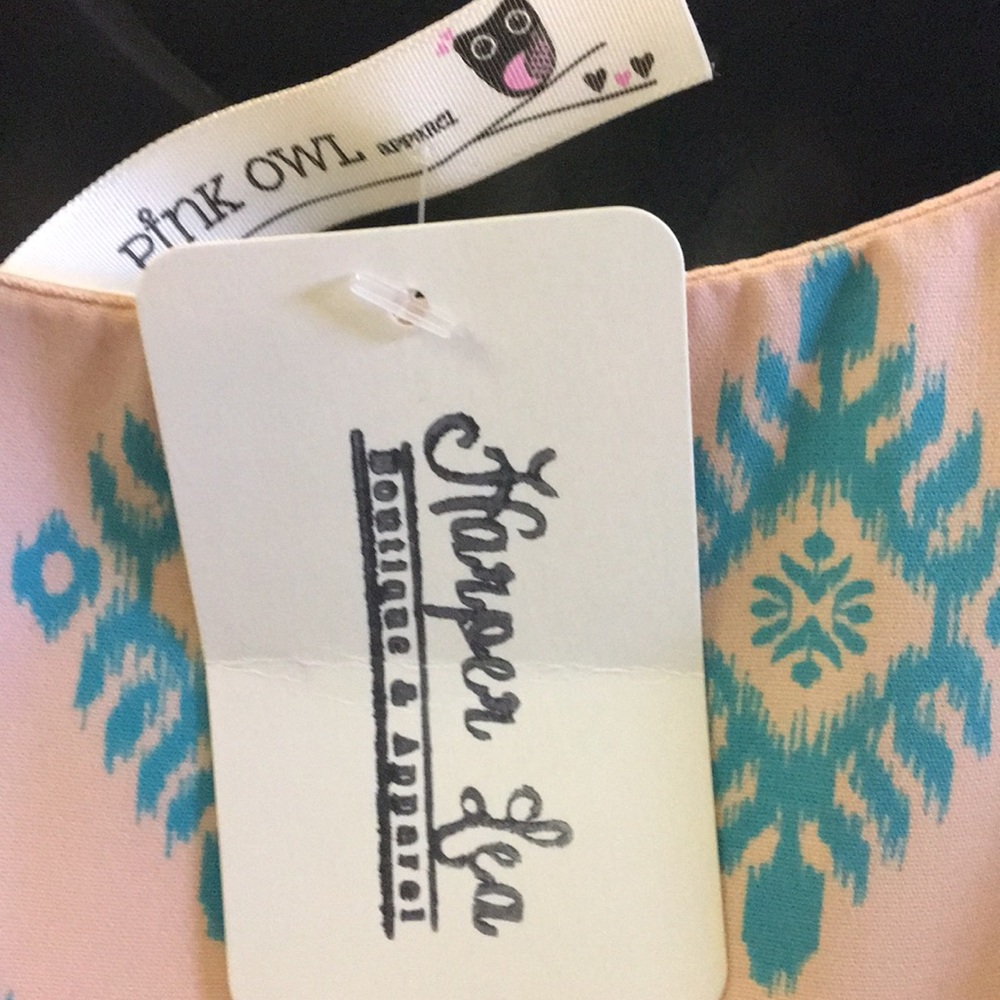 PinK OWL APPAREL
Harper Lea
Boutique & Apparel